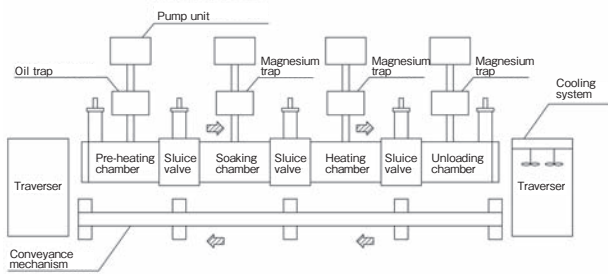 Pump unit
Oil trap
Magnesium
trap
Magnesium
trap
Magnesium
trap
Cooling
system
Traverser
Pre-heating
chamber
Sluice
valve
Soaking
chamber
Sluice
valve
Heating
chamber
Sluice
valve
Unloading
chamber
Traverser
Conveyance
mechanism